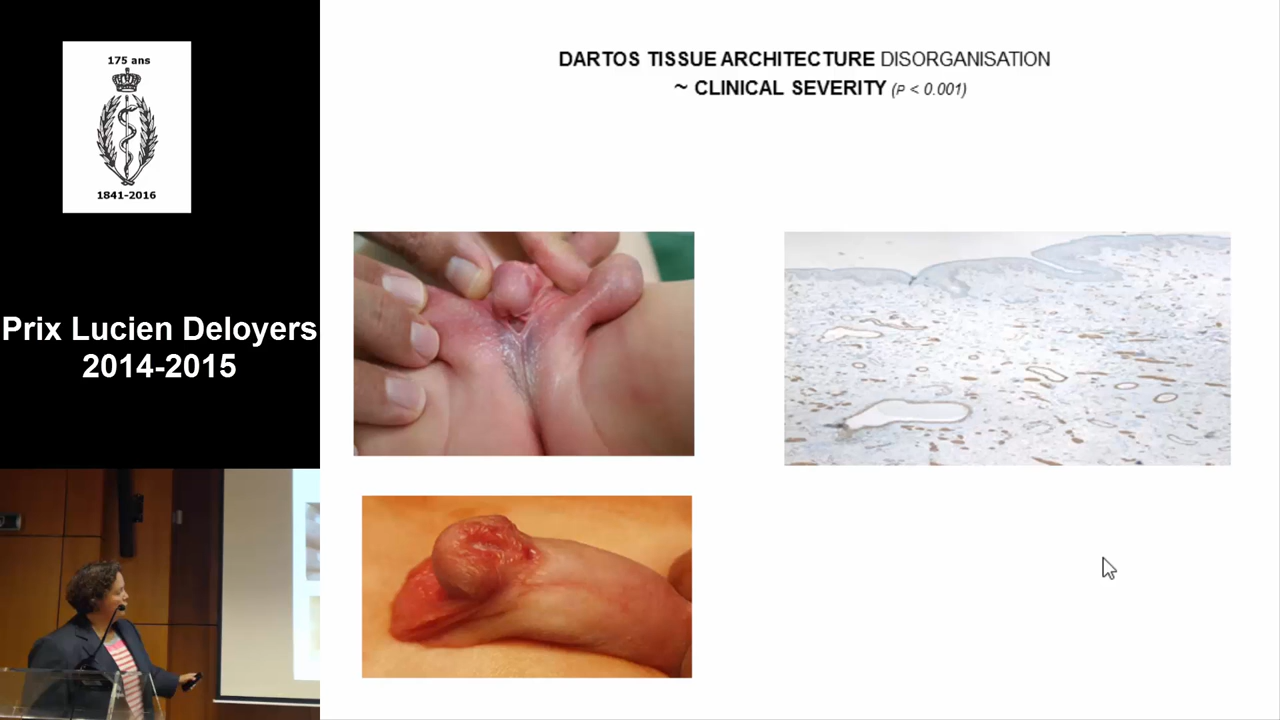 175 ans
1841-2016
Prix Lucien Deloyers
2014-2015
DARTOS TISSUE ARCHITECTURE DISORGANISATION
~ CLINICAL SEVERITY (P < 0.001)